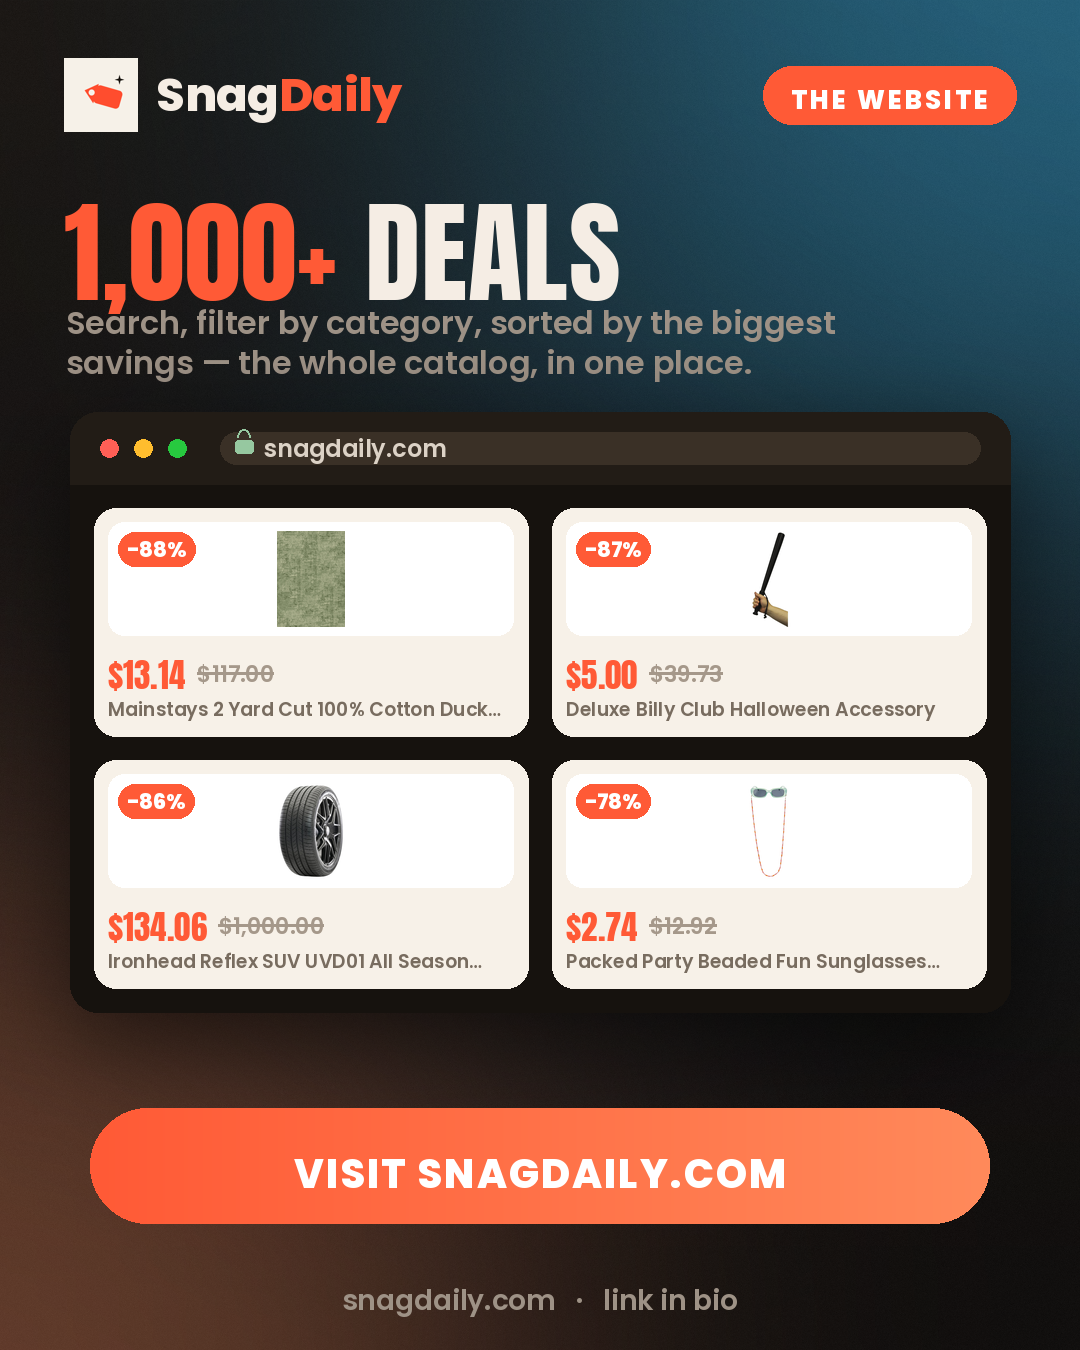 SnagDaily
THE WEBSITE
1,000+ DEALS
Search, filter by category, sorted by the biggest
savings — the whole catalog, in one place.
snagdaily.com
-88%
$13.14 $117.00
Mainstays 2 Yard Cut 100% Cotton Duck...
-87%
$5.00 $39.73
Deluxe Billy Club Halloween Accessory
-86%
$134.06 $1,000.00
Ironhead Reflex SUV UVD01 All Season...
-78%
$2.74 $12.92
Packed Party Beaded Fun Sunglasses...
VISIT SNAGDAILY.COM
snagdaily.com · link in bio